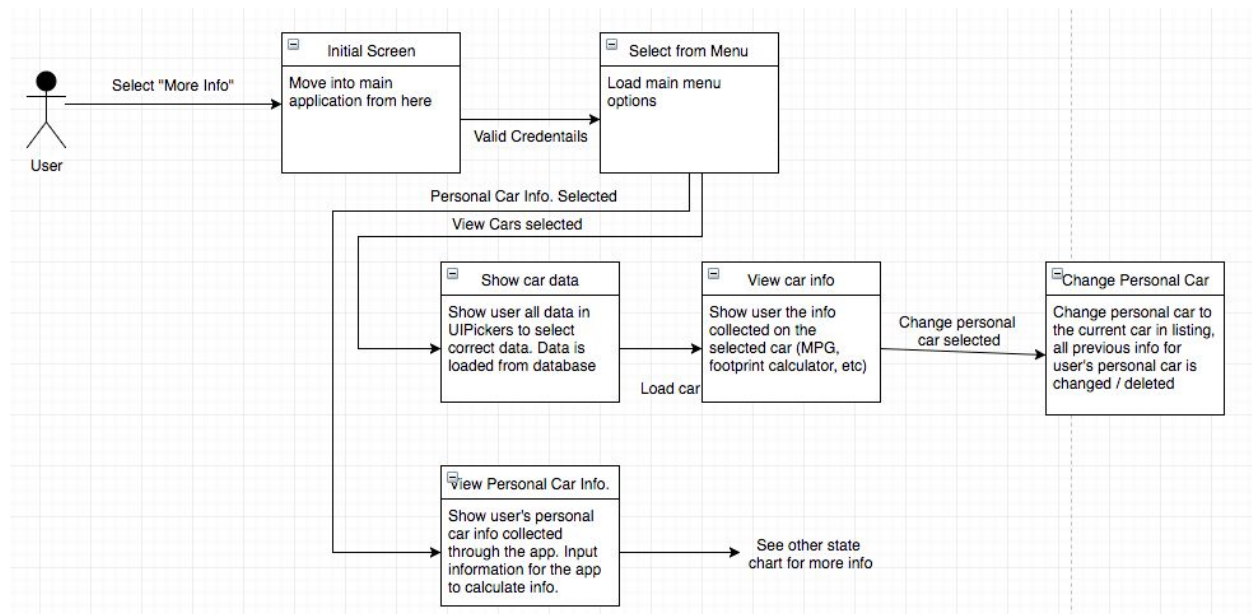 Initial Screen
Move into main
application from here
Select from Menu
Load main menu
options
Select "More Info"
User
Valid Credentails
Personal Car Info. Selected
View Cars selected
Show car data
Show user all data in
UIPickers to select
correct data. Data is
loaded from database
Load car
View car info
Show user the info
collected on the
selected car (MPG,
footprint calculator, etc)
Change personal
car selected
Change Personal Car
Change personal car to
the current car in listing,
all previous info for
user's personal car is
changed / deleted
View Personal Car Info.
Show user's personal
car info collected
through the app. Input
information for the app
to calculate info.
See other state
chart for more info